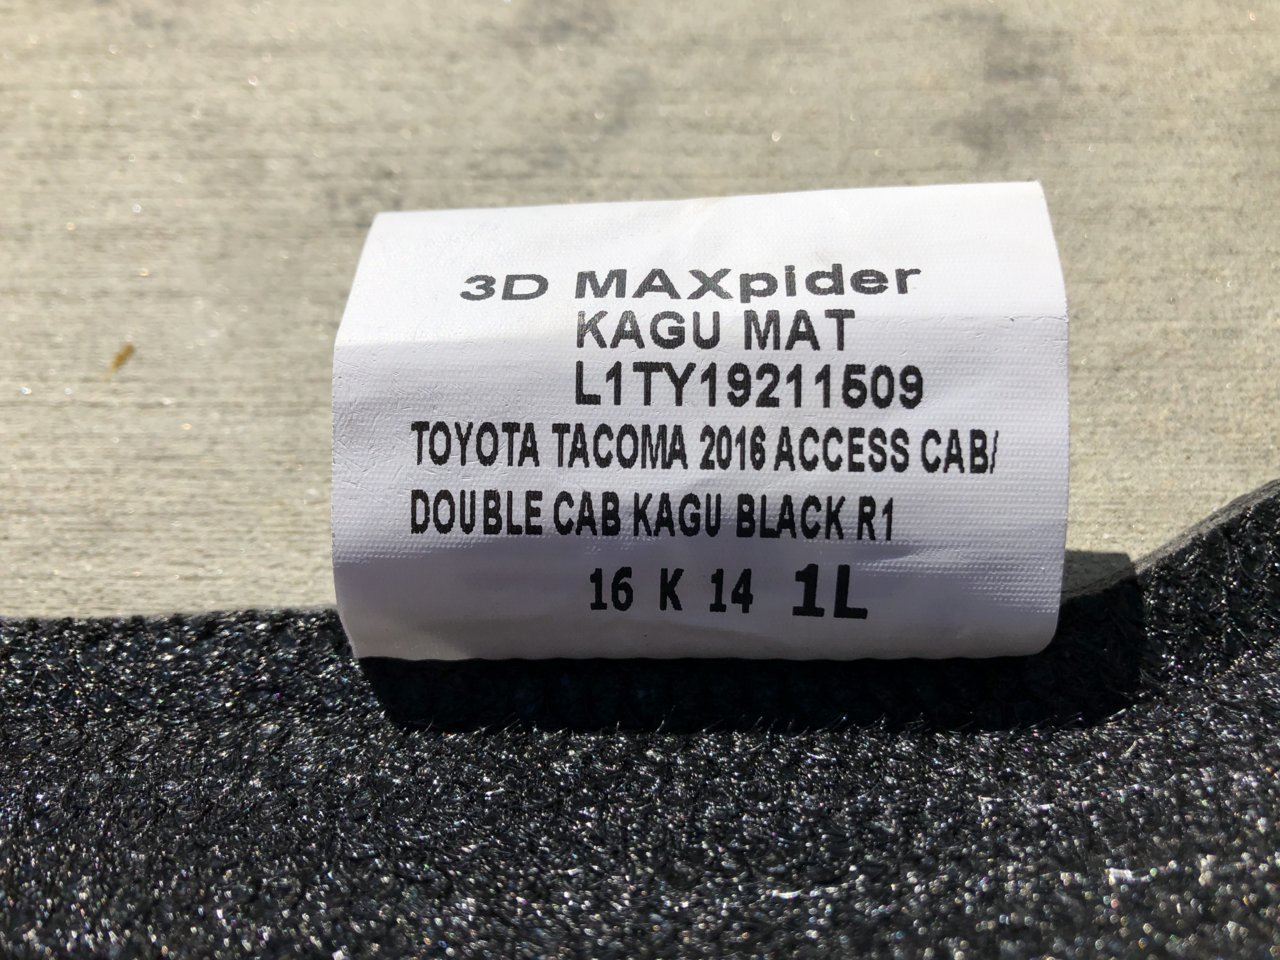 3D MAXpider
KAGU MAT
L1TY19211509
TOYOTA TACOMA 2016 ACCESS CAB/
DOUBLE CAB KAGU BLACK R1
16 K 14 1L